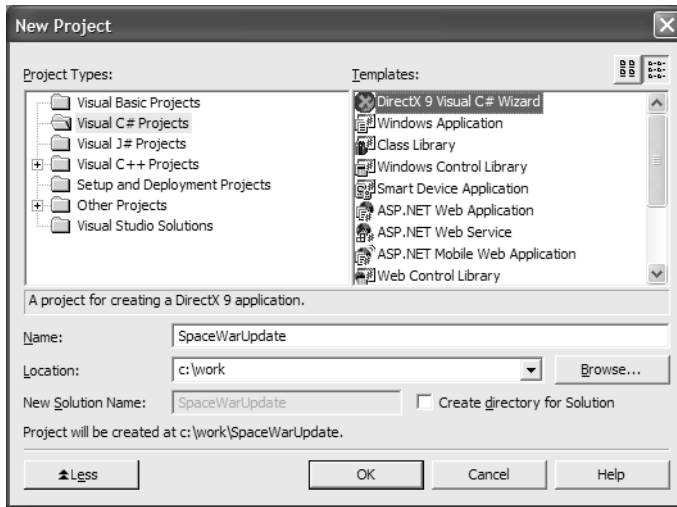 New Project
Project Types:
Templates:
Visual Basic Projects
Visual C# Projects
Visual J# Projects
Visual C++ Projects
Setup and Deployment Projects
Other Projects
Visual Studio Solutions
DirectX 9 Visual C# Wizard
Windows Application
Class Library
Windows Control Library
Smart Device Application
ASP.NET Web Application
ASP.NET Web Service
ASP.NET Mobile Web Application
Web Control Library
A project for creating a DirectX 9 application.
Name:
SpaceWarUpdate
Location:
c:\work
Browse...
New Solution Name:
SpaceWarUpdate
Create directory for Solution
Project will be created at c:\work\SpaceWarUpdate.
Less
OK
Cancel
Help